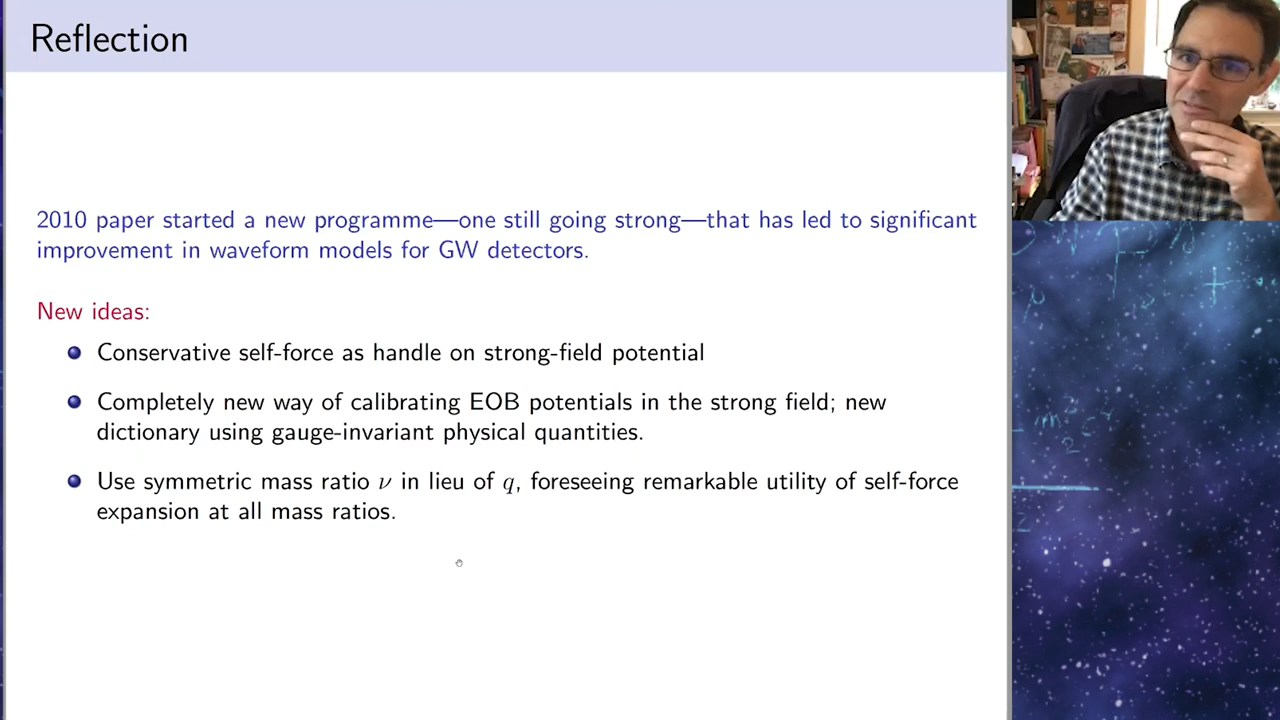 Reflection
2010 paper started a new programme—one still going strong—that has led to significant
improvement in waveform models for GW detectors.
New ideas:
Conservative self-force as handle on strong-field potential
Completely new way of calibrating EOB potentials in the strong field; new
dictionary using gauge-invariant physical quantities.
Use symmetric mass ratio ν in lieu of q, foreseeing remarkable utility of self-force
expansion at all mass ratios.